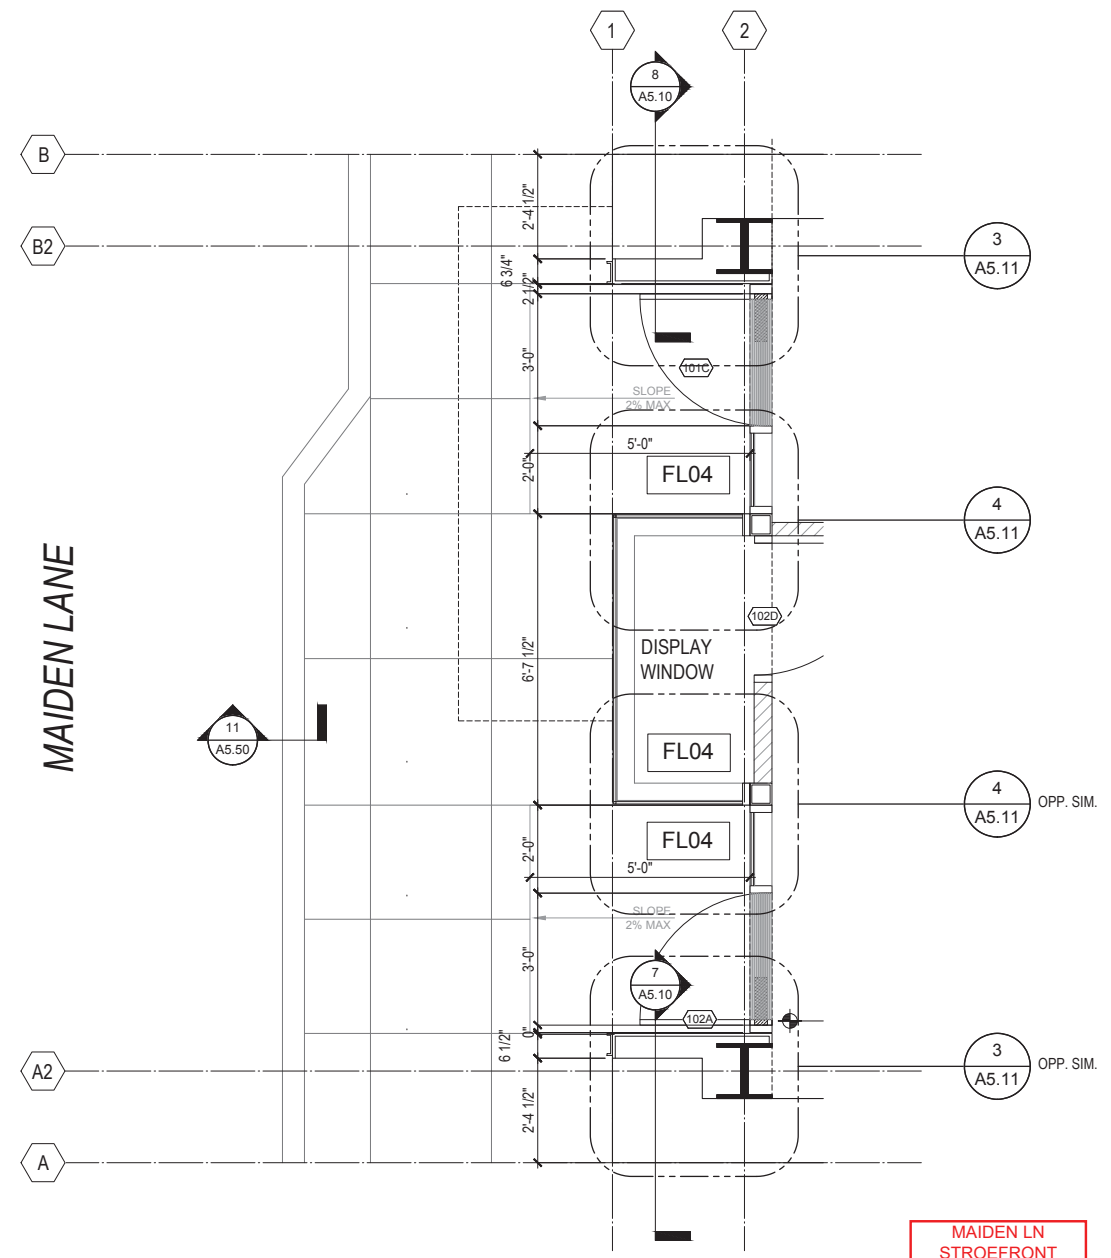 1
2
8
A5.10
B
2'-4 1/2"
B2
3
A5.11
6 3/4"
2 1/2"
3'-0"
101C
SLOPE
2% MAX
5'-0"
2'-0"
FL04
4
A5.11
MAIDEN LANE
102D
DISPLAY
WINDOW
6'-7 1/2"
11
A5.50
FL04
4
A5.11
OPP. SIM.
FL04
2'-0"
5'-0"
SLOPE
2% MAX
3'-0"
7
A5.10
102A
0"
6 1/2"
3
A5.11
OPP. SIM.
A2
2'-4 1/2"
A
MAIDEN LN
STROEFRONT